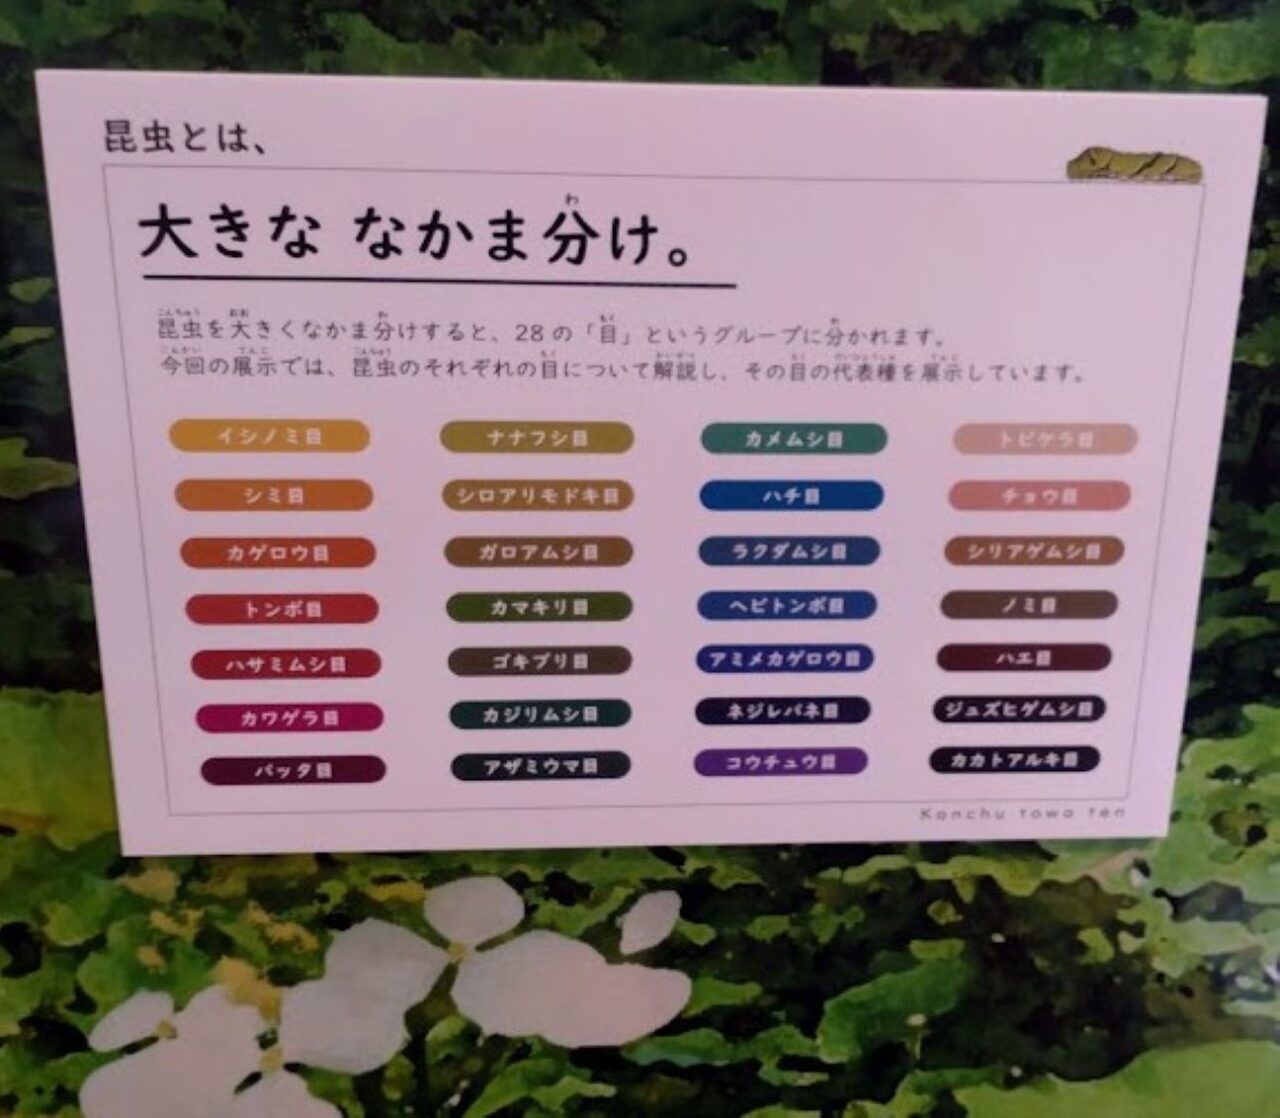 昆虫とは、
大きな なかま分け。
昆虫を大きくなかま分けすると、28の「目」というグループに分かれます。
今回の展示では、昆虫のそれぞれの目について解説し、その目の代表種を展示しています。
イシノミ目 ナナフシ目 カメムシ目 トビケラ目
シミ目 シロアリモドキ目 ハチ目 チョウ目
カゲロウ目 ガロアムシ目 ラクダムシ目 シリアゲムシ目
トンボ目 カマキリ目 ヘビトンボ目 ノミ目
ハサミムシ目 ゴキブリ目 アミメカゲロウ目 ハエ目
カワゲラ目 カジリムシ目 ネジレバネ目 ジュズヒゲムシ目
バッタ目 アザミウマ目 コウチュウ目 カカトアルキ目
Konchu towa ten